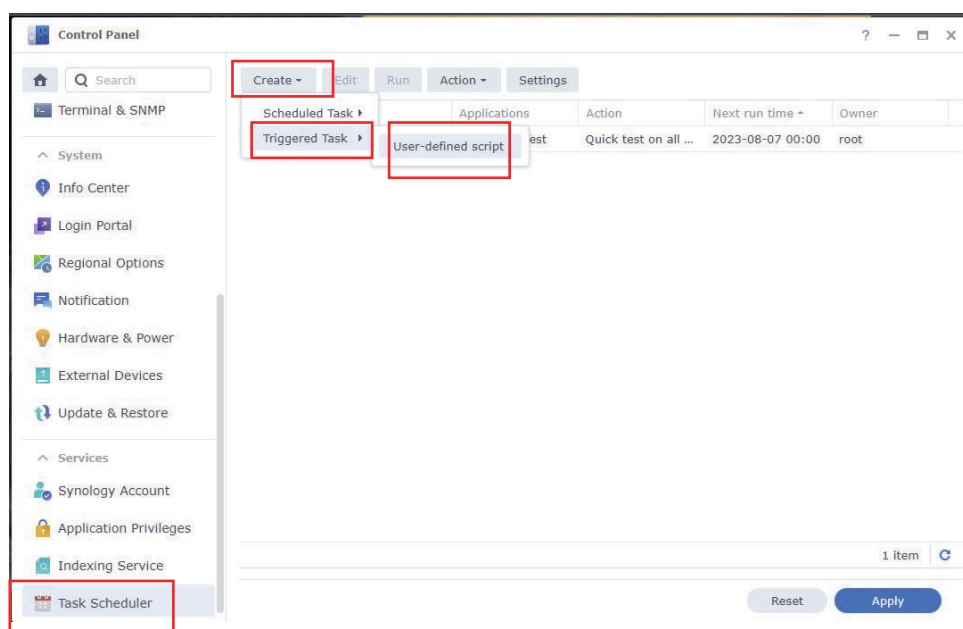 Control Panel
?
Search
Create Edit Run Action Settings
Terminal & SNMP
Scheduled Task
Applications Action Next run time Owner
Triggered Task
User-defined script
est Quick test on all ... 2023-08-07 00:00 root
System
Info Center
Login Portal
Regional Options
Notification
Hardware & Power
External Devices
Update & Restore
Services
Synology Account
Application Privileges
Indexing Service
1 item
Task Scheduler
Reset Apply